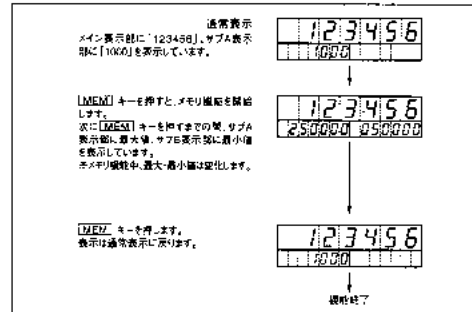 通常表示
メイン表示部に「123456」、サブA表示
部に「1000」を表示しています。
123456
1000
MEM キーを押すと、メモリ機能を開始
します。
次に MEM キーを押すまでの間、サブA
表示部に最大値、サブB表示部に最小値
を表示しています。
※メモリ機能中、最大・最小値は変化します。
123456
250000 050000
MEM キーを押します。
表示は通常表示に戻ります。
123456
1000
機能終了